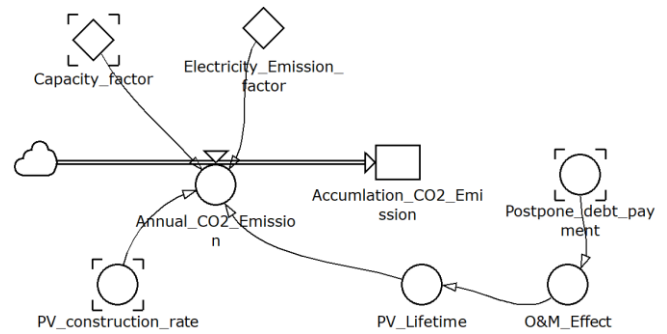 Capacity_factor
Electricity_Emission_
factor
Annual_CO2_Emissio
n
Accumlation_CO2_Emi
ssion
Postpone_debt_pay
ment
PV_construction_rate
PV_Lifetime
O&M_Effect